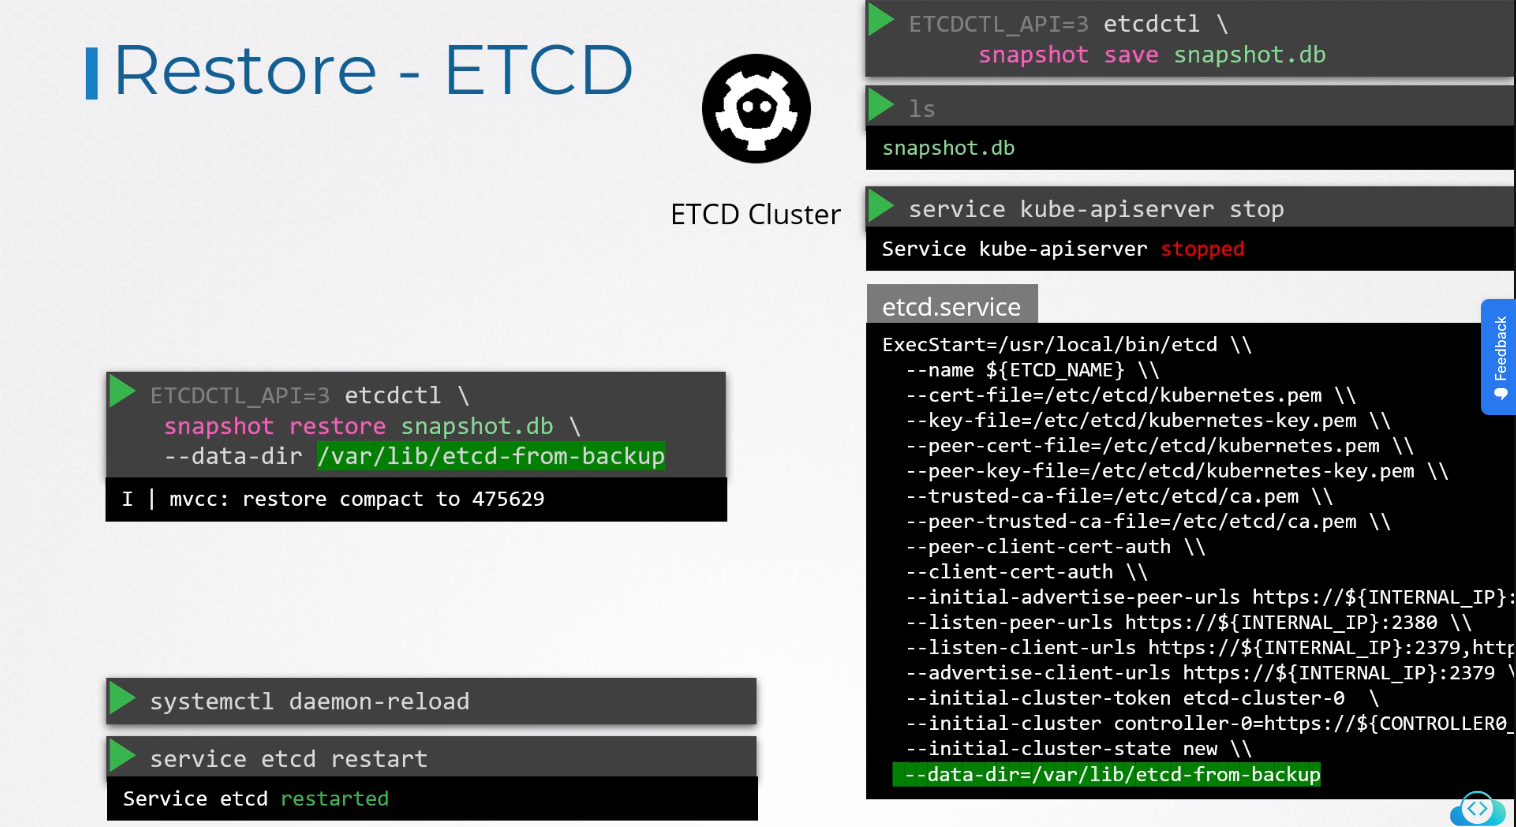 Restore - ETCD
ETCD Cluster
ETCDCTL_API=3 etcdctl \
snapshot save snapshot.db
ls
snapshot.db
service kube-apiserver stop
Service kube-apiserver stopped
etcd.service
ExecStart=/usr/local/bin/etcd \\
--name ${ETCD_NAME} \\
--cert-file=/etc/etcd/kubernetes.pem \\
--key-file=/etc/etcd/kubernetes-key.pem \\
--peer-cert-file=/etc/etcd/kubernetes.pem \\
--peer-key-file=/etc/etcd/kubernetes-key.pem \\
--trusted-ca-file=/etc/etcd/ca.pem \\
--peer-trusted-ca-file=/etc/etcd/ca.pem \\
--peer-client-cert-auth \\
--client-cert-auth \\
--initial-advertise-peer-urls https://${INTERNAL_IP}:
--listen-peer-urls https://${INTERNAL_IP}:2380 \\
--listen-client-urls https://${INTERNAL_IP}:2379,http
--advertise-client-urls https://${INTERNAL_IP}:2379 \
--initial-cluster-token etcd-cluster-0 \
--initial-cluster controller-0=https://${CONTROLLER0_
--initial-cluster-state new \\
--data-dir=/var/lib/etcd-from-backup
ETCDCTL_API=3 etcdctl \
snapshot restore snapshot.db \
--data-dir /var/lib/etcd-from-backup
I | mvcc: restore compact to 475629
systemctl daemon-reload
service etcd restart
Service etcd restarted
Feedback